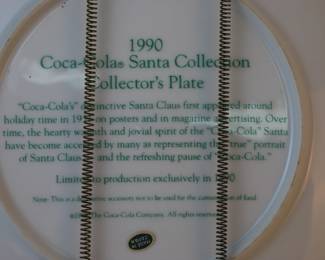 1990
Coca-Cola® Santa Collection
Collector's Plate
"Coca-Cola's" distinctive Santa Claus first appeared around
holiday time in on posters and in magazine advertising. Over
time, the hearty warmth and jovial spirit of the "Coca-Cola" Santa
have become accepted by many as representing the "true" portrait
of Santa Claus and the refreshing pause of "Coca-Cola."
Limited to production exclusively in 1990
Note: This is a decorative accessory not to be used for the consumption of food
The Coca-Cola Company. All rights reserved.